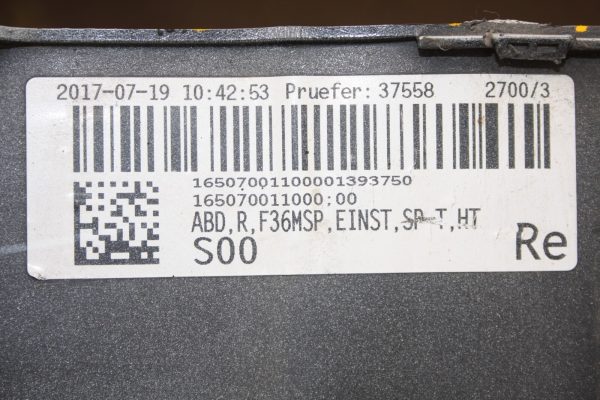 2017-07-19 10:42:53 Pruefer: 37558 2700/3
16507001100001393750
165070011000;00
ABD,R,F36MSP,EINST,SP-T,HT
S00 Re